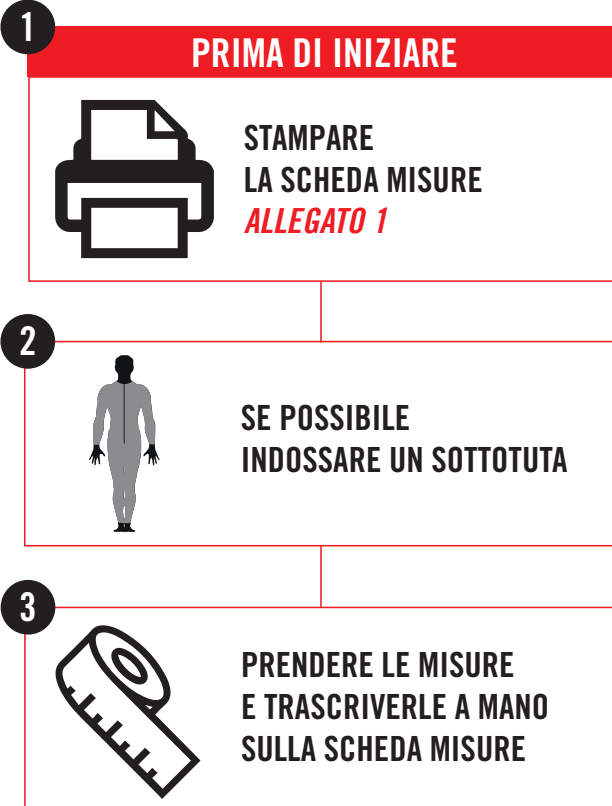 1
PRIMA DI INIZIARE
STAMPARE
LA SCHEDA MISURE
ALLEGATO 1
2
SE POSSIBILE
INDOSSARE UN SOTTOTUTA
3
PRENDERE LE MISURE
E TRASCRIVERLE A MANO
SULLA SCHEDA MISURE